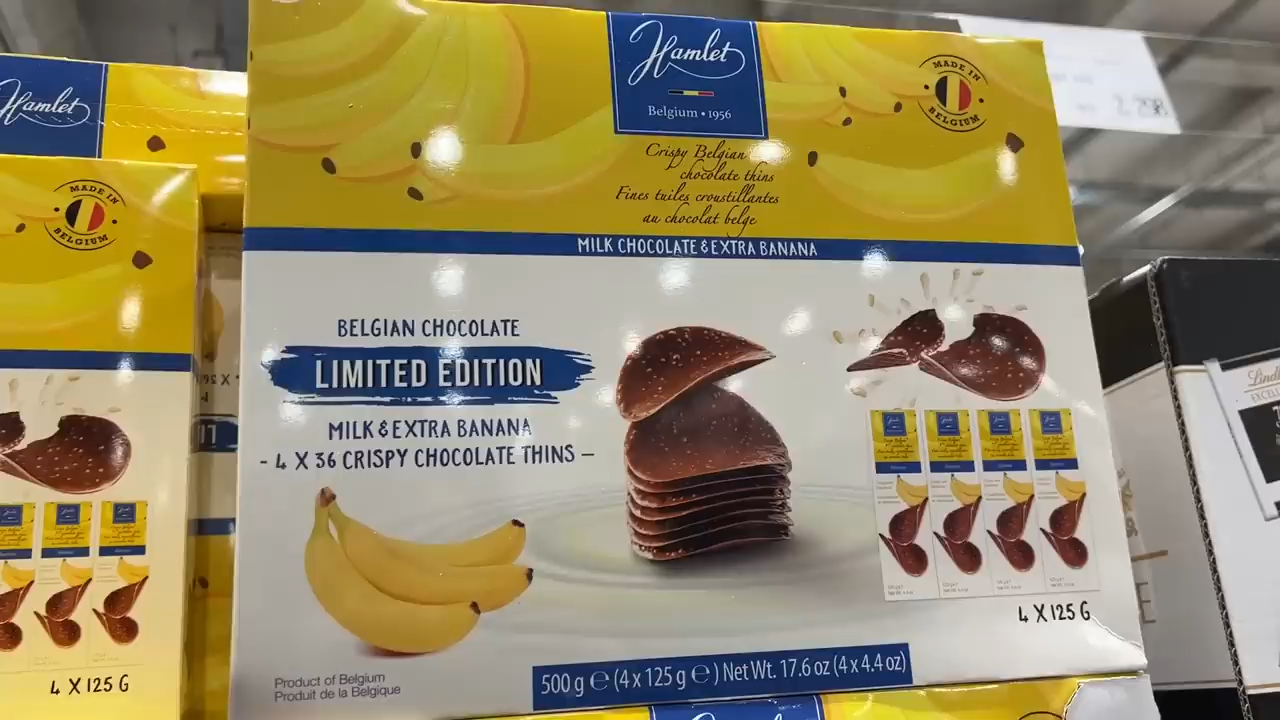 Hamlet
Belgium • 1956
MADE IN
BELGIUM
Crispy Belgian
chocolate thins
Fines tuiles croustillantes
au chocolat belge
MILK CHOCOLATE & EXTRA BANANA
BELGIAN CHOCOLATE
LIMITED EDITION
MILK & EXTRA BANANA
- 4 X 36 CRISPY CHOCOLATE THINS -
4 X 125 G
Product of Belgium
Produit de la Belgique
500 g ℮ (4 x 125 g ℮) Net Wt. 17.6 oz (4 x 4.4 oz)
Hamlet
MADE IN
BELGIUM
4 X 125 G